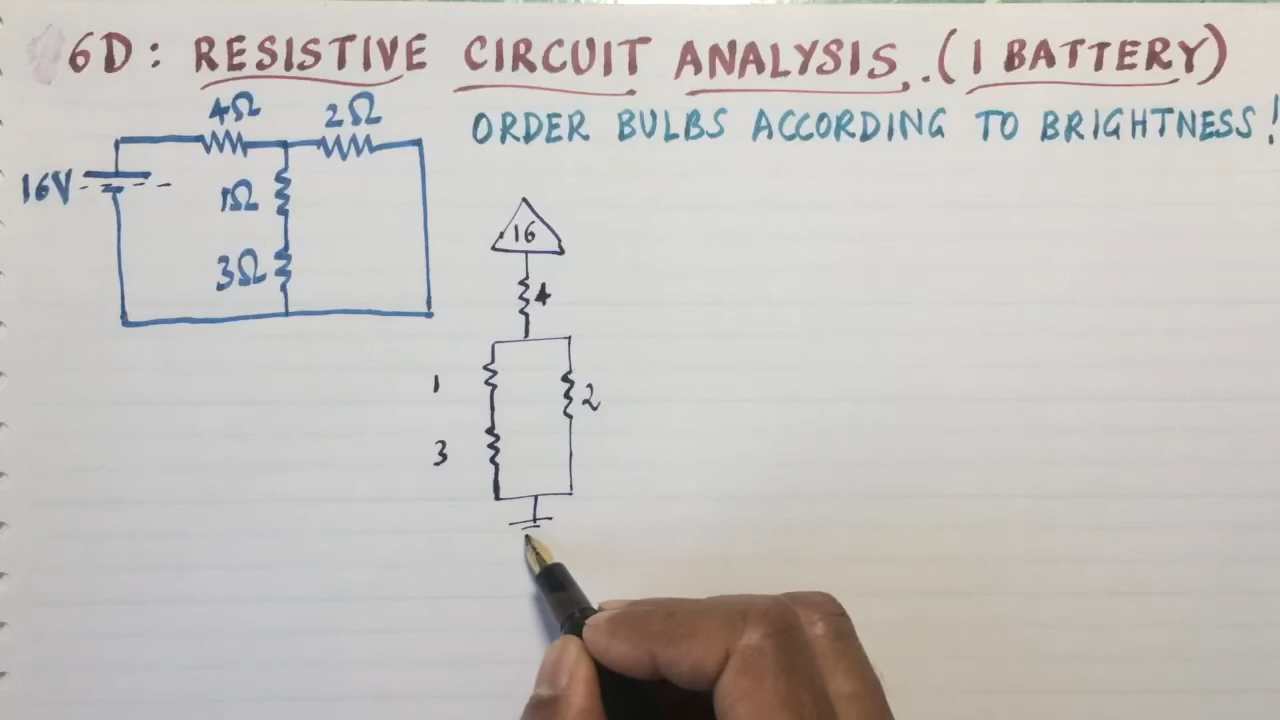 6D: RESISTIVE CIRCUIT ANALYSIS. (1 BATTERY)
ORDER BULBS ACCORDING TO BRIGHTNESS!
4Ω 2Ω
16V
1Ω
3Ω
16
4
1
2
3